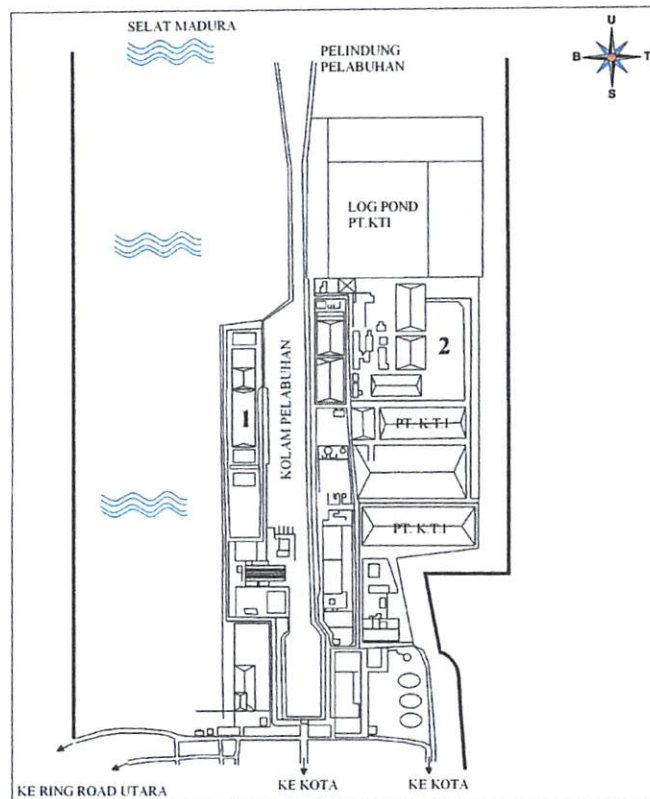 SELAT MADURA
PELINDUNG
PELABUHAN
U
B
T
S
LOG POND
PT.KTI
KOLAM PELABUHAN
1
2
PT. K.T.I
PT. K.T.I
KE RING ROAD UTARA
KE KOTA
KE KOTA